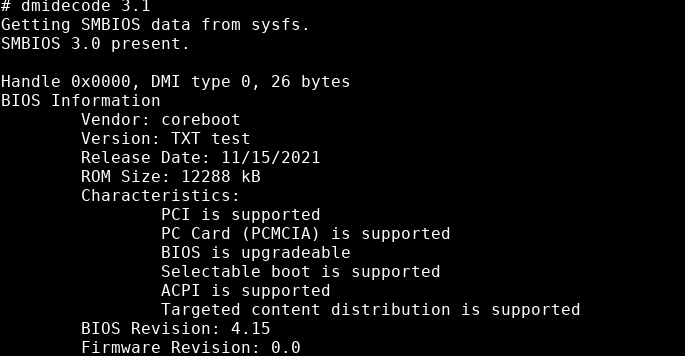 # dmidecode 3.1
Getting SMBIOS data from sysfs.
SMBIOS 3.0 present.
Handle 0x0000, DMI type 0, 26 bytes
BIOS Information
Vendor: coreboot
Version: TXT test
Release Date: 11/15/2021
ROM Size: 12288 kB
Characteristics:
PCI is supported
PC Card (PCMCIA) is supported
BIOS is upgradeable
Selectable boot is supported
ACPI is supported
Targeted content distribution is supported
BIOS Revision: 4.15
Firmware Revision: 0.0